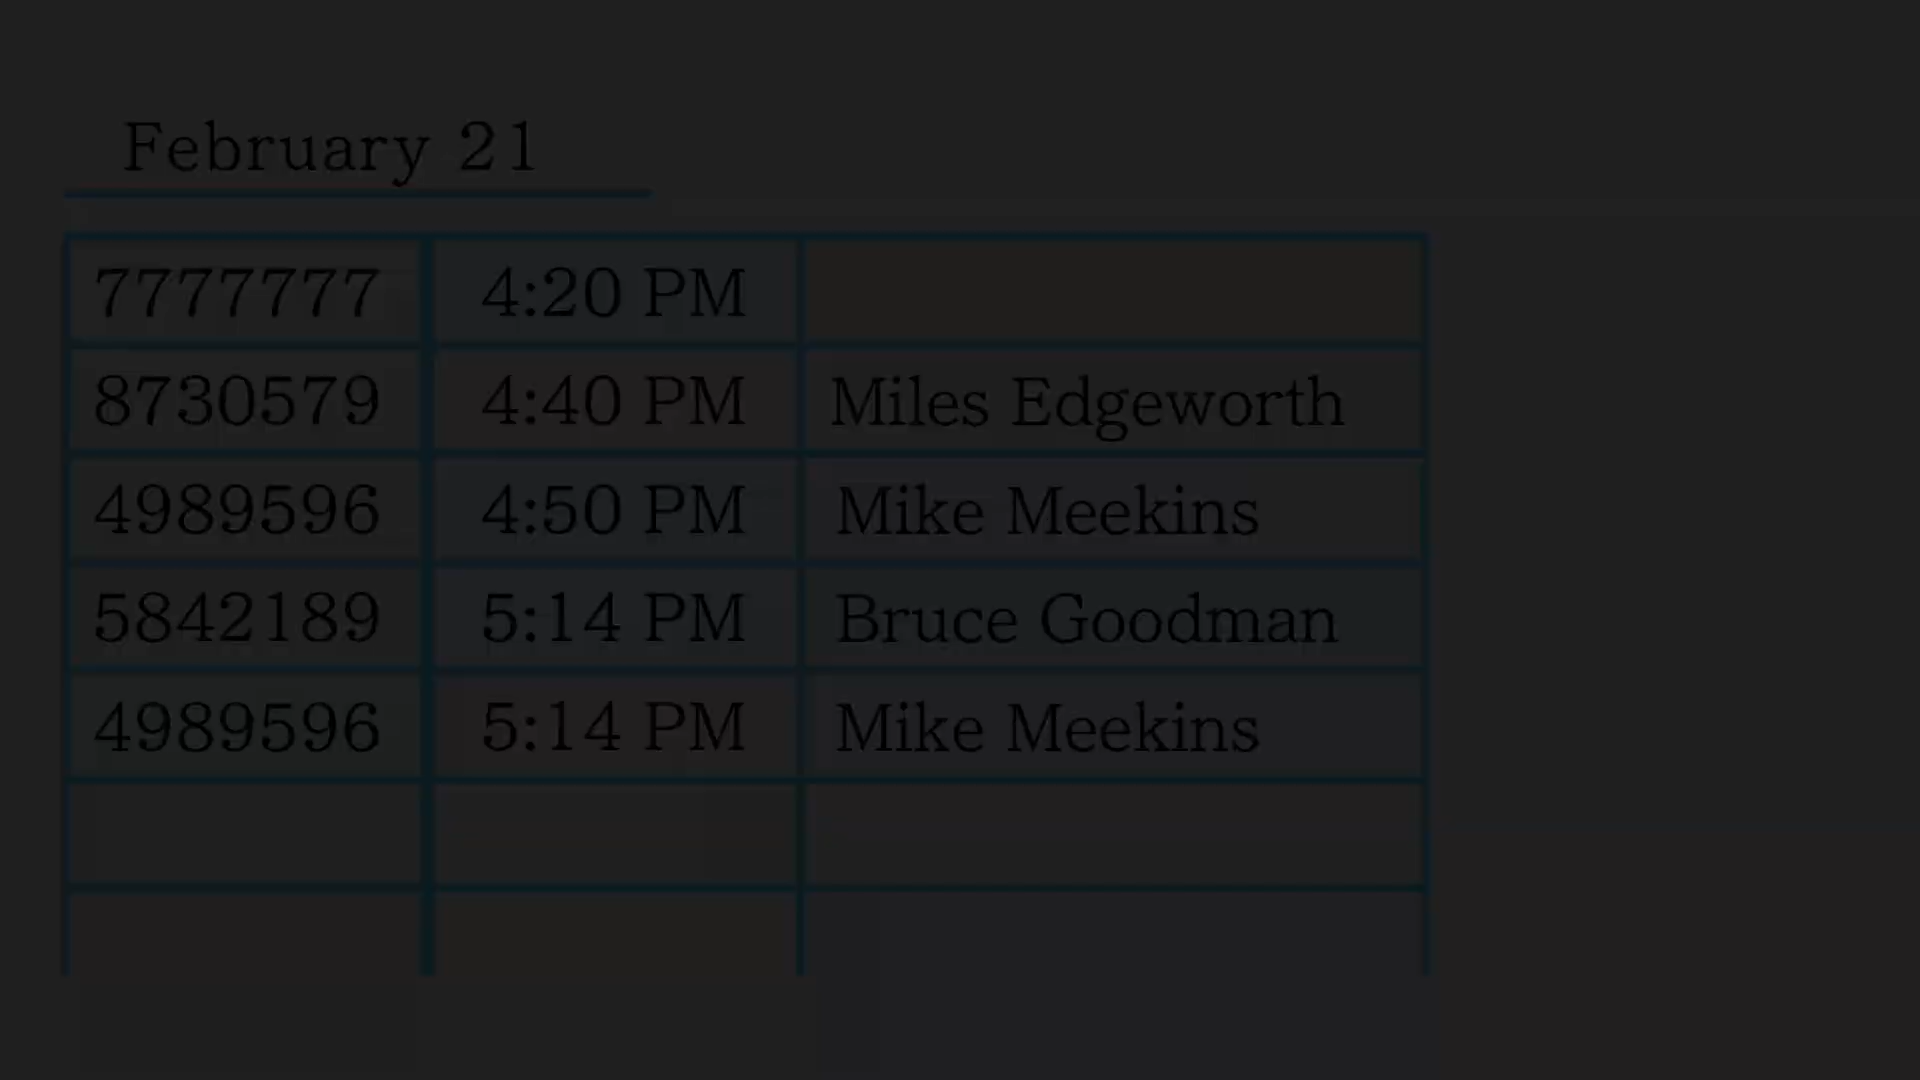 February 21
7777777 4:20 PM
8730579 4:40 PM Miles Edgeworth
4989596 4:50 PM Mike Meekins
5842189 5:14 PM Bruce Goodman
4989596 5:14 PM Mike Meekins